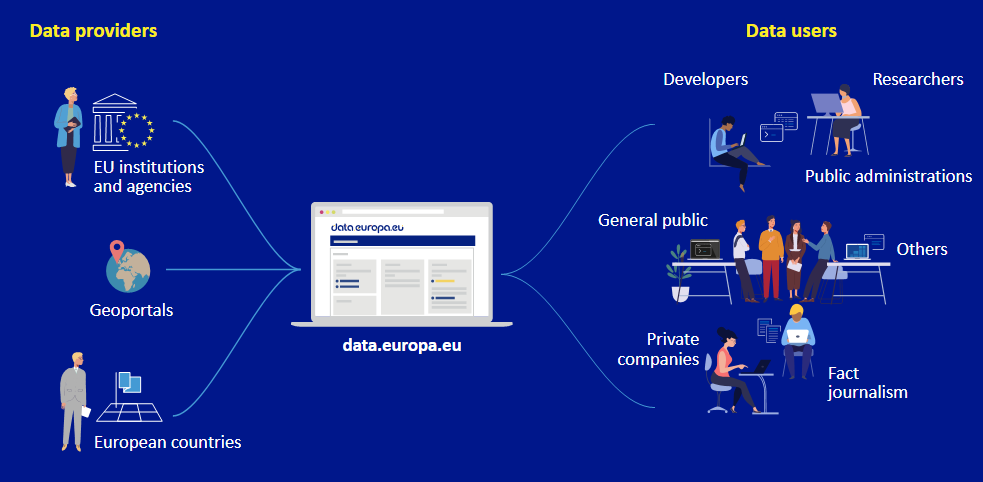 Data providers
Data users
EU institutions
and agencies
Geoportals
European countries
data europa.eu
data.europa.eu
Developers
Researchers
Public administrations
General public
Others
Private
companies
Fact
journalism